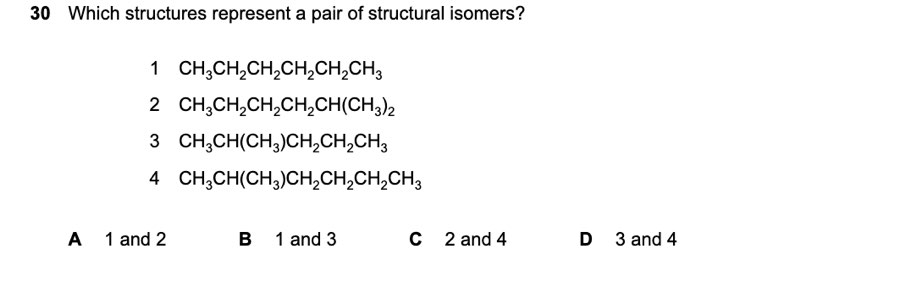 30 Which structures represent a pair of structural isomers?
1 CH₃CH₂CH₂CH₂CH₂CH₃
2 CH₃CH₂CH₂CH₂CH(CH₃)₂
3 CH₃CH(CH₃)CH₂CH₂CH₃
4 CH₃CH(CH₃)CH₂CH₂CH₂CH₃
A 1 and 2 B 1 and 3 C 2 and 4 D 3 and 4